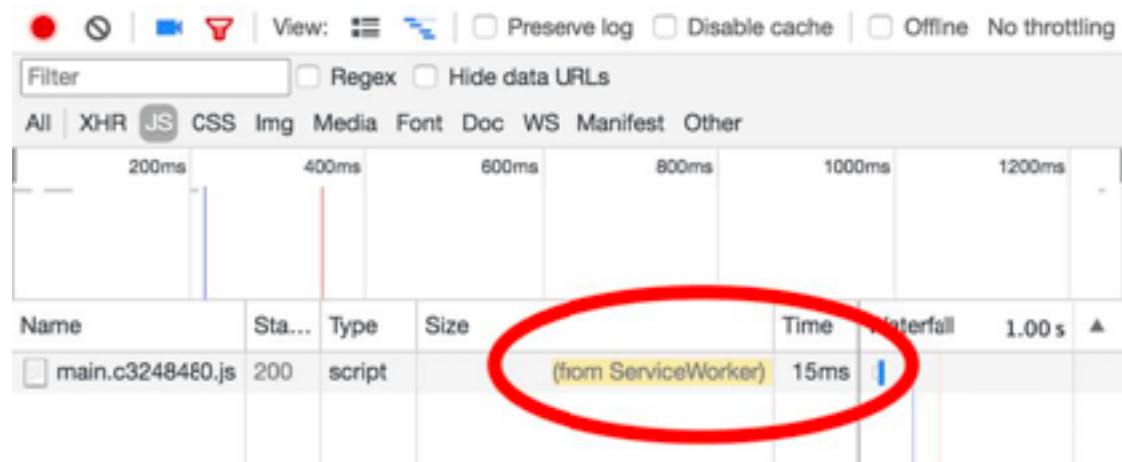 View: Preserve log Disable cache Offline No throttling
Filter Regex Hide data URLs
All XHR JS CSS Img Media Font Doc WS Manifest Other
200ms 400ms 600ms 800ms 1000ms 1200ms
Name Sta... Type Size Time Waterfall 1.00 s
main.c3248480.js 200 script (from ServiceWorker) 15ms